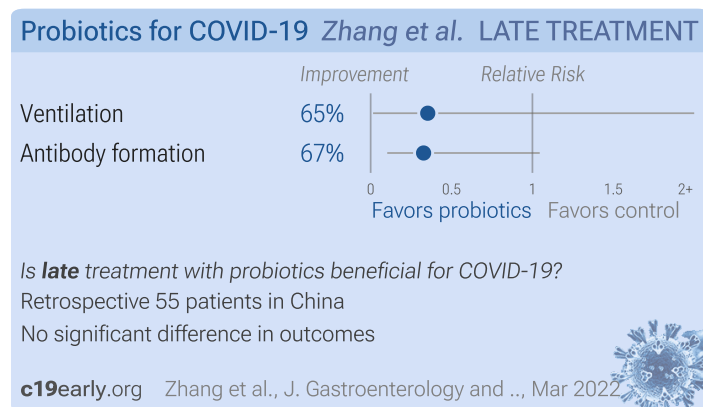 Probiotics for COVID-19 Zhang et al. LATE TREATMENT
Improvement Relative Risk
Ventilation 65%
Antibody formation 67%
0 0.5 1 1.5 2+
Favors probiotics Favors control
Is late treatment with probiotics beneficial for COVID-19?
Retrospective 55 patients in China
No significant difference in outcomes
c19early.org Zhang et al., J. Gastroenterology and .., Mar 2022